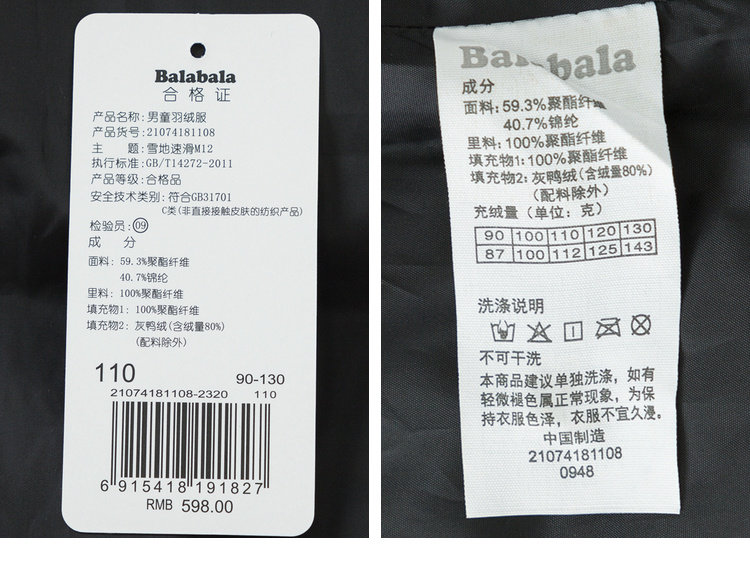 Balabala
合格证
产品名称: 男童羽绒服
产品货号: 21074181108
主 题: 雪地速滑M12
执行标准: GB/T14272-2011
产品等级: 合格品
安全技术类别: 符合GB31701
C类(非直接接触皮肤的纺织产品)
检验员: 09
成 分
面料: 59.3%聚酯纤维
40.7%锦纶
里料: 100%聚酯纤维
填充物1: 100%聚酯纤维
填充物2: 灰鸭绒(含绒量80%)
(配料除外)
110 90-130
21074181108-2320 110
6 915418 191827
RMB 598.00
Balabala
成分
面料: 59.3%聚酯纤
40.7%锦纶
里料: 100%聚酯纤维
填充物1: 100%聚酯纤维
填充物2: 灰鸭绒(含绒量80%)
(配料除外)
充绒量 (单位: 克)
90 100 110 120 130
87 100 112 125 143
洗涤说明
不可干洗
本商品建议单独洗涤, 如有
轻微褪色属正常现象, 为保
持衣服色泽, 衣服不宜久浸。
中国制造
21074181108
0948